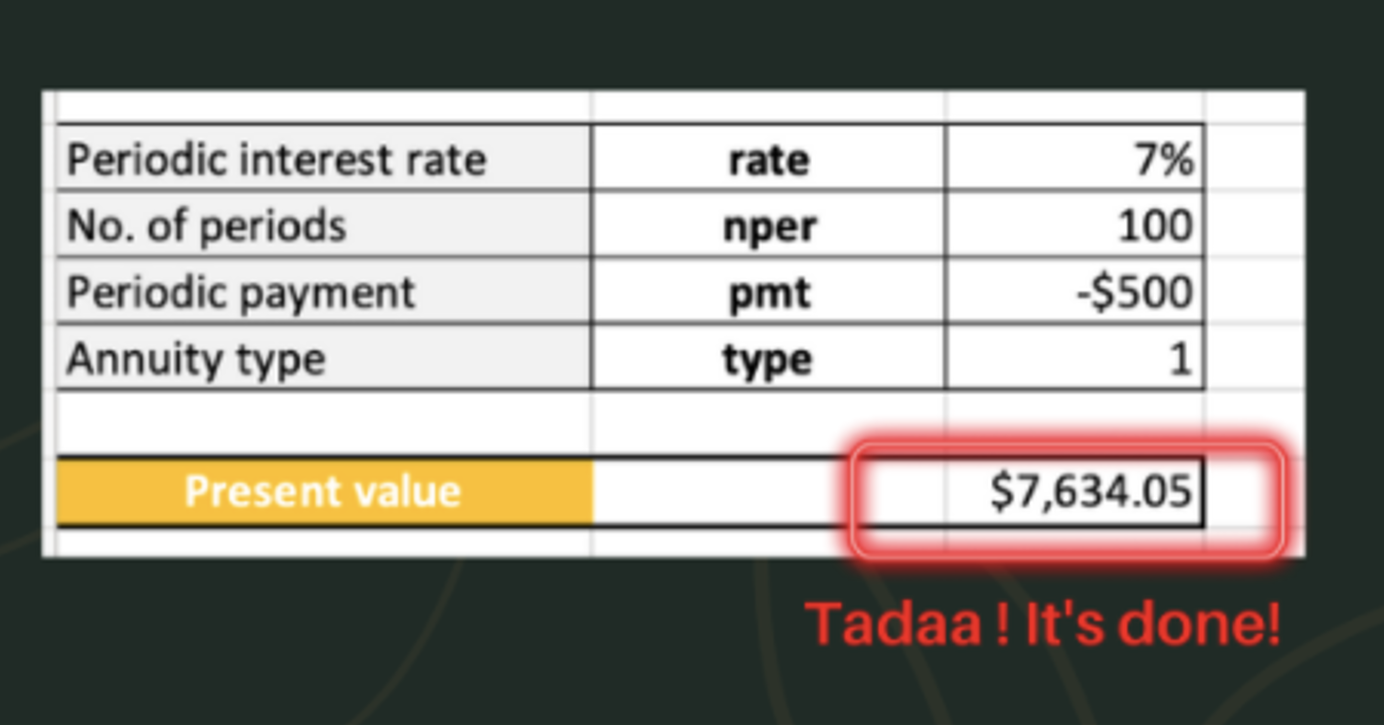 Periodic interest rate rate 7%
No. of periods nper 100
Periodic payment pmt -$500
Annuity type type 1
Present value $7,634.05
Tadaa ! It's done!